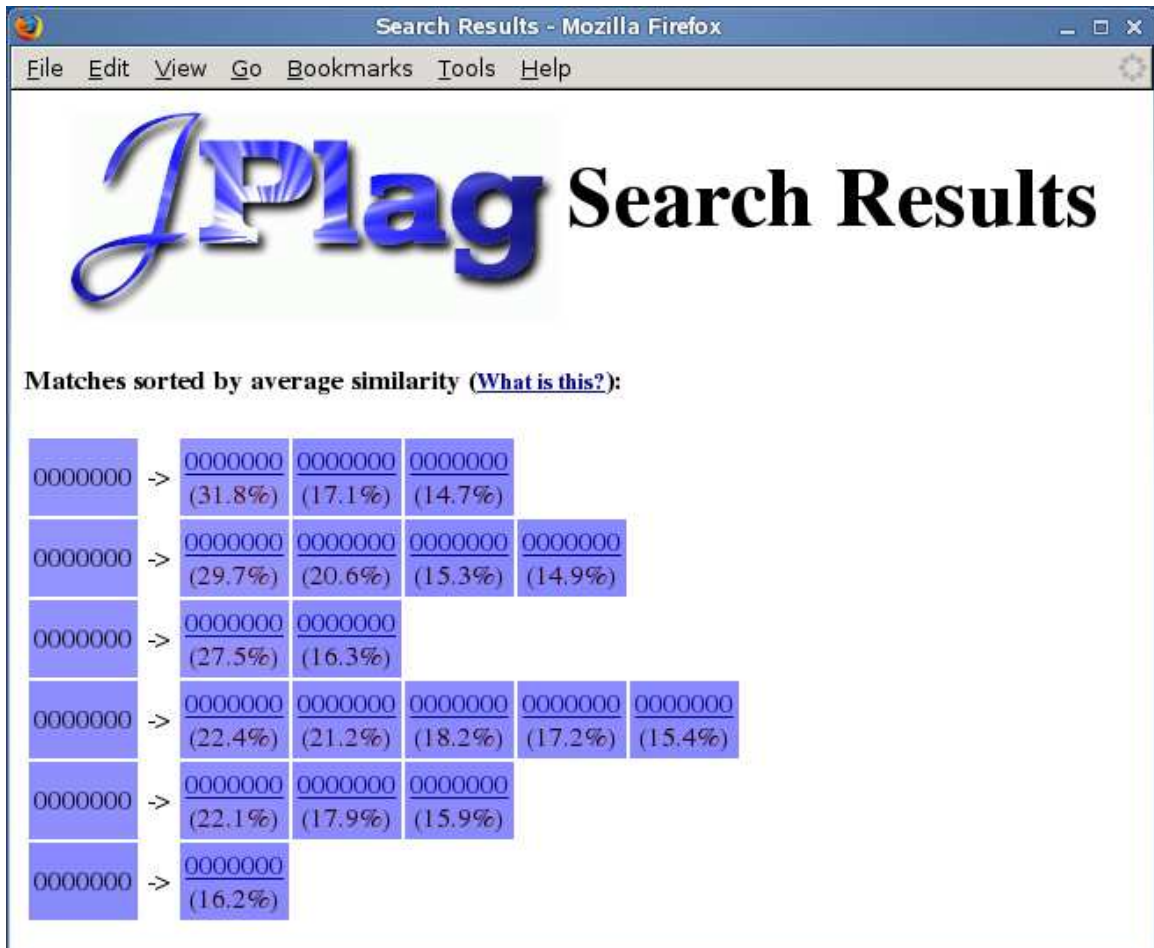 Search Results - Mozilla Firefox
File Edit View Go Bookmarks Tools Help
JPlag Search Results
Matches sorted by average similarity (What is this?):
0000000 -> 0000000 0000000 0000000
(31.8%) (17.1%) (14.7%)
0000000 -> 0000000 0000000 0000000 0000000
(29.7%) (20.6%) (15.3%) (14.9%)
0000000 -> 0000000 0000000
(27.5%) (16.3%)
0000000 -> 0000000 0000000 0000000 0000000 0000000
(22.4%) (21.2%) (18.2%) (17.2%) (15.4%)
0000000 -> 0000000 0000000 0000000
(22.1%) (17.9%) (15.9%)
0000000 -> 0000000
(16.2%)